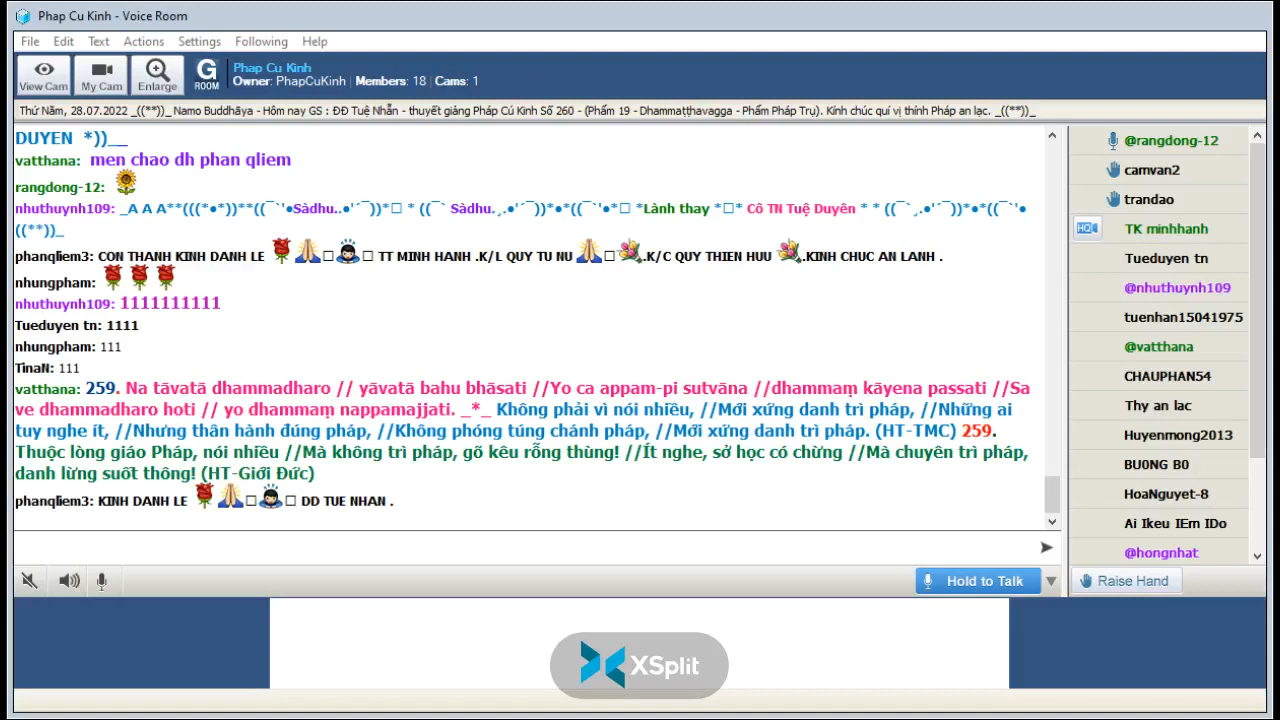 Phap Cu Kinh - Voice Room
File Edit Text Actions Settings Following Help
View Cam
My Cam
Enlarge
G
ROOM
Phap Cu Kinh
Owner: PhapCuKinh | Members: 18 | Cams: 1
Thứ Năm, 28.07.2022 _((**))_ Namo Buddhāya - Hôm nay GS : ĐĐ Tuệ Nhẫn - thuyết giảng Pháp Cú Kinh Số 260 - (Phẩm 19 - Dhammaṭṭhavagga - Phẩm Pháp Trụ). Kính chúc quí vị thính Pháp an lạc. _((**))_
DUYEN *))__
vatthana: men chao dh phan qliem
rangdong-12:
nhuthuynh109: _A A A**(((*•*))**((¯`'•Sàdhu..•'´¯))*□ * ((¯` Sàdhu.¸.•'´¯))*•*((¯`'•*□ *Lành thay *□* Cô TN Tuệ Duyên * * ((¯`¸.•'´¯))*•*((¯`'•
((**))_
phanqliem3: CON THANH KINH DANH LE □ □ TT MINH HANH .K/L QUY TU NU □ .K/C QUY THIEN HUU .KINH CHUC AN LANH .
nhungpham:
nhuthuynh109: 1111111111
Tueduyen tn: 1111
nhungpham: 111
TinaN: 111
vatthana: 259. Na tāvatā dhammadharo // yāvatā bahu bhāsati //Yo ca appam-pi sutvāna //dhammaṃ kāyena passati //Sa
ve dhammadharo hoti // yo dhammaṃ nappamajjati. _*_ Không phải vì nói nhiều, //Mới xứng danh trì pháp, //Những ai
tuy nghe ít, //Nhưng thân hành đúng pháp, //Không phóng túng chánh pháp, //Mới xứng danh trì pháp. (HT-TMC) 259.
Thuộc lòng giáo Pháp, nói nhiều //Mà không trì pháp, gõ kêu rỗng thùng! //Ít nghe, sở học có chừng //Mà chuyên trì pháp,
danh lừng suốt thông! (HT-Giới Đức)
phanqliem3: KINH DANH LE □ □ DD TUE NHAN .
@rangdong-12
camvan2
trandao
HQ
TK minhhanh
Tueduyen tn
@nhuthuynh109
tuenhan15041975
@vatthana
CHAUPHAN54
Thy an lac
Huyenmong2013
BU0NG B0
HoaNguyet-8
Ai Ikeu IEm IDo
@hongnhat
Hold to Talk
Raise Hand
XSplit